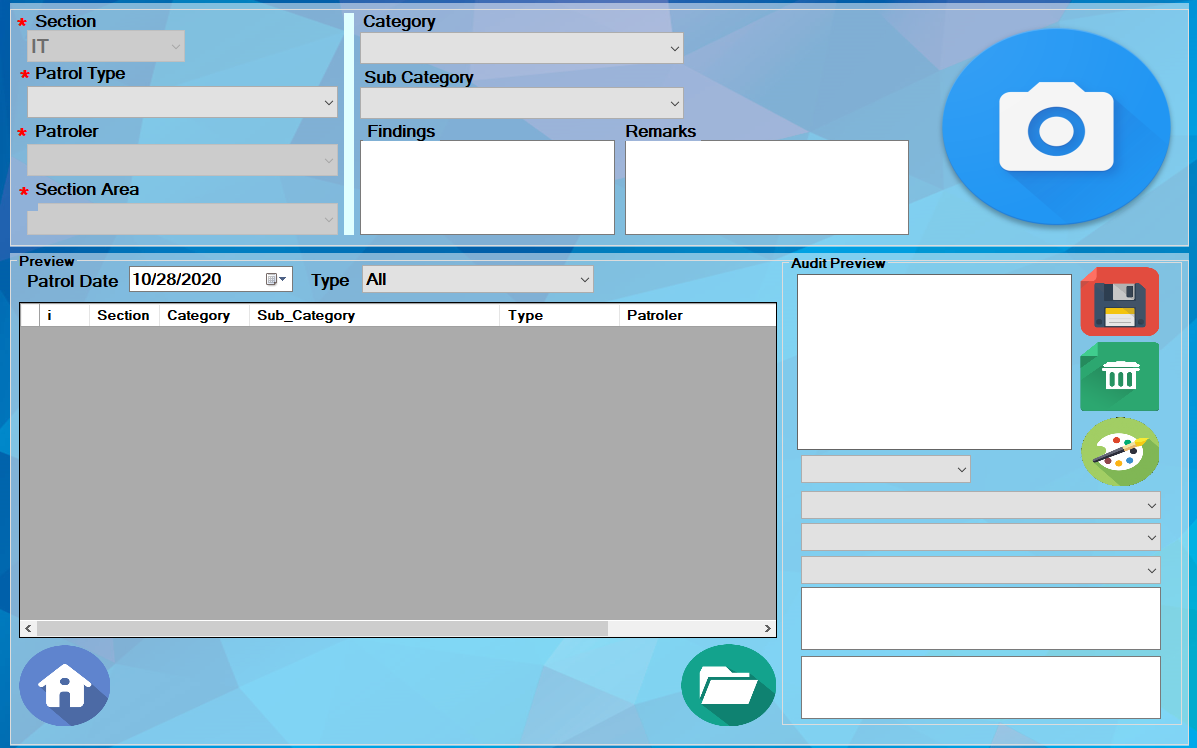 * Section
IT
* Patrol Type
* Patroler
* Section Area
Category
Sub Category
Findings
Remarks
Preview
Patrol Date 10/28/2020 Type All
i Section Category Sub_Category Type Patroler
Audit Preview